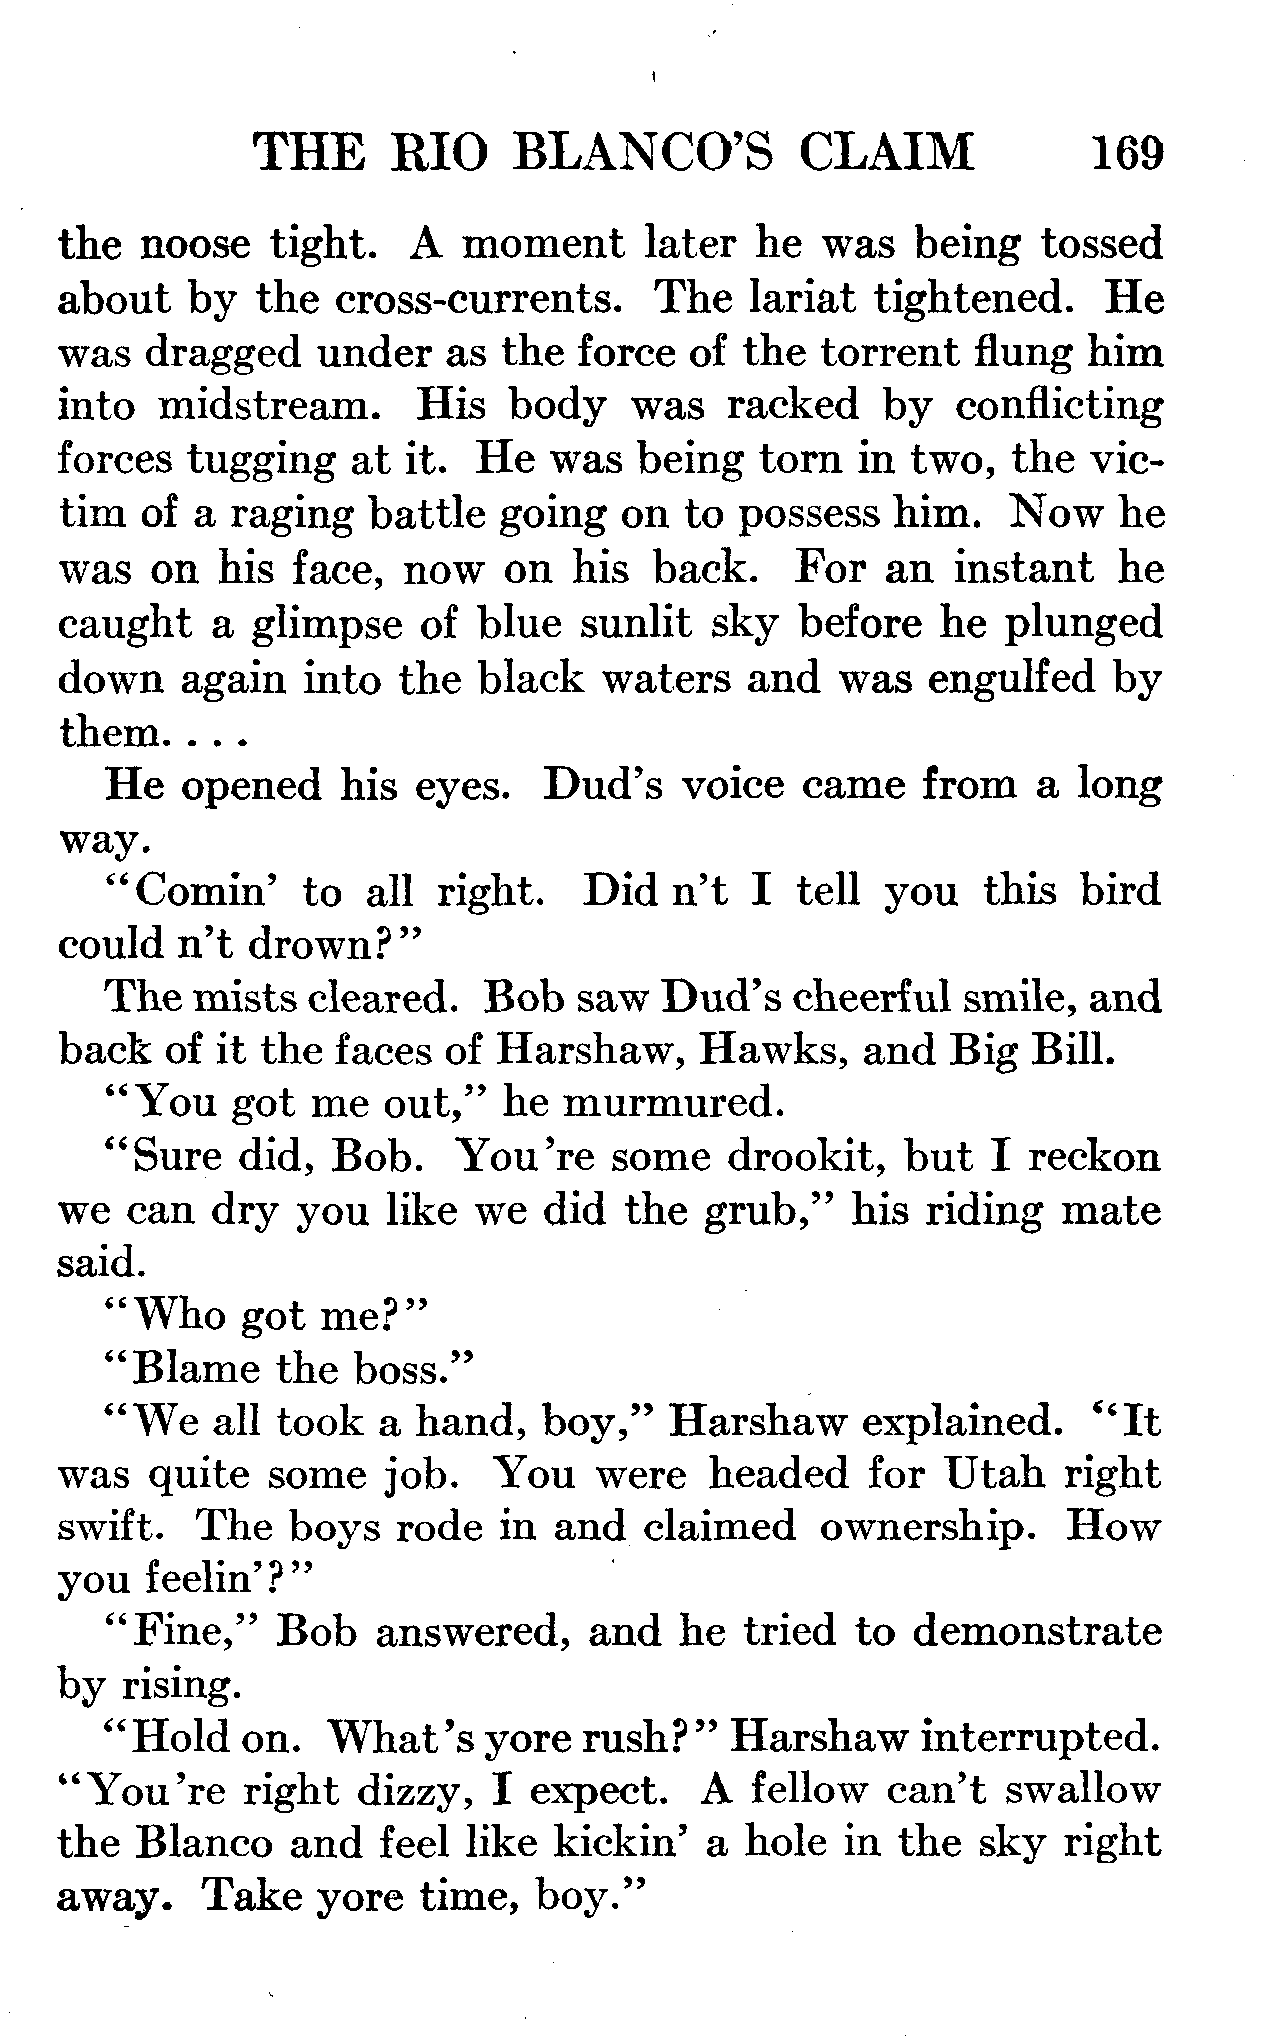 THE RIO BLANCO'S CLAIM 169
the noose tight. A moment later he was being tossed
about by the cross-currents. The lariat tightened. He
was dragged under as the force of the torrent flung him
into midstream. His body was racked by conflicting
forces tugging at it. He was being torn in two, the vic-
tim of a raging battle going on to possess him. Now he
was on his face, now on his back. For an instant he
caught a glimpse of blue sunlit sky before he plunged
down again into the black waters and was engulfed by
them. . . .
He opened his eyes. Dud's voice came from a long
way.
"Comin' to all right. Did n't I tell you this bird
could n't drown?"
The mists cleared. Bob saw Dud's cheerful smile, and
back of it the faces of Harshaw, Hawks, and Big Bill.
"You got me out," he murmured.
"Sure did, Bob. You 're some drookit, but I reckon
we can dry you like we did the grub," his riding mate
said.
"Who got me?"
"Blame the boss."
"We all took a hand, boy," Harshaw explained. "It
was quite some job. You were headed for Utah right
swift. The boys rode in and claimed ownership. How
you feelin'?"
"Fine," Bob answered, and he tried to demonstrate
by rising.
"Hold on. What 's yore rush?" Harshaw interrupted.
"You 're right dizzy, I expect. A fellow can't swallow
the Blanco and feel like kickin' a hole in the sky right
away. Take yore time, boy."